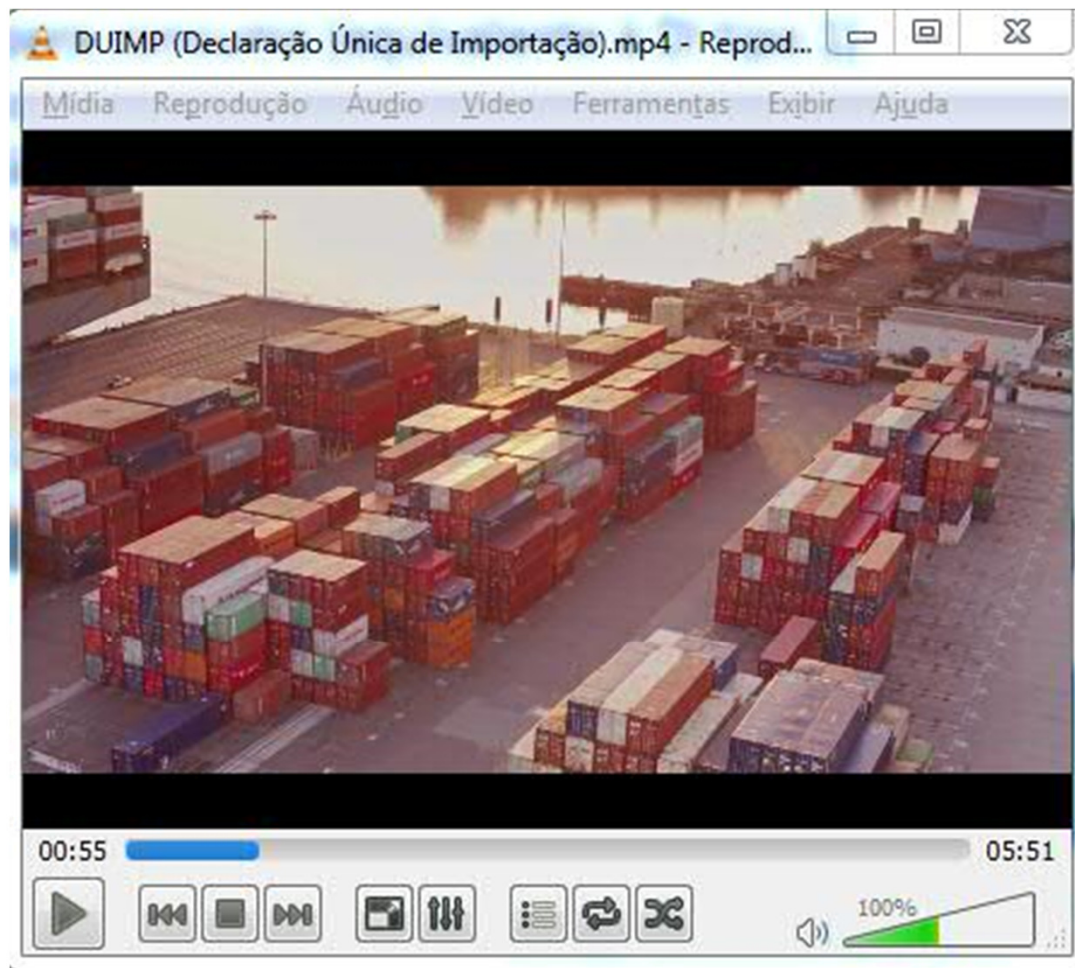 DUIMP (Declaração Única de Importação).mp4 - Reprod...
Mídia Reprodução Áudio Vídeo Ferramentas Exibir Ajuda
00:55 05:51
100%